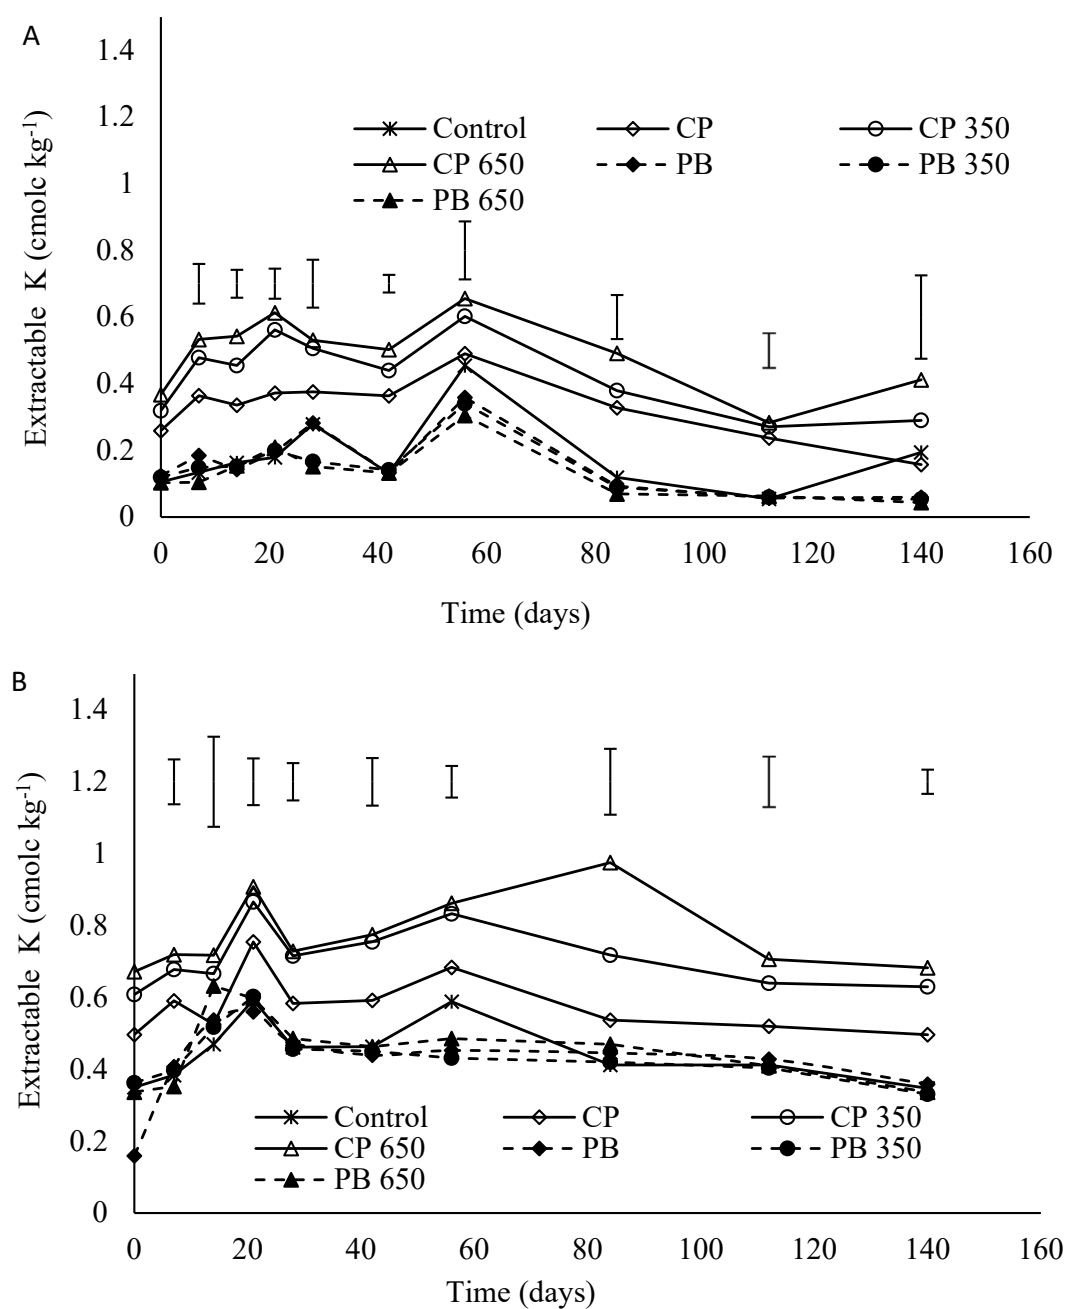 A
Extractable K (cmolc kg-1)
1.4
1.2
1
0.8
0.6
0.4
0.2
0
Control CP CP 350
CP 650 PB PB 350
PB 650
0 20 40 60 80 100 120 140 160
Time (days)
B
Extractable K (cmolc kg-1)
1.4
1.2
1
0.8
0.6
0.4
0.2
0
Control CP CP 350
CP 650 PB PB 350
PB 650
0 20 40 60 80 100 120 140 160
Time (days)